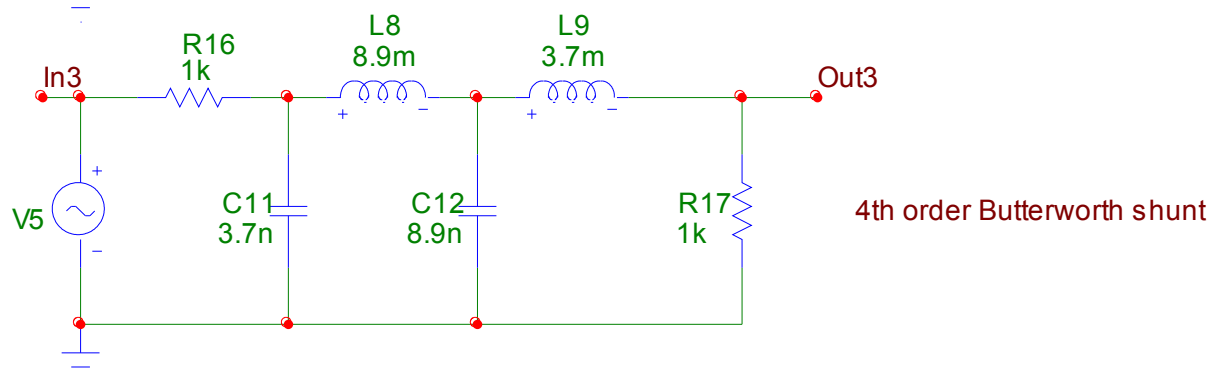 In3
R16
1k
L8
8.9m
+ −
L9
3.7m
+ −
Out3
+
V5
−
C11
3.7n
C12
8.9n
R17
1k
4th order Butterworth shunt